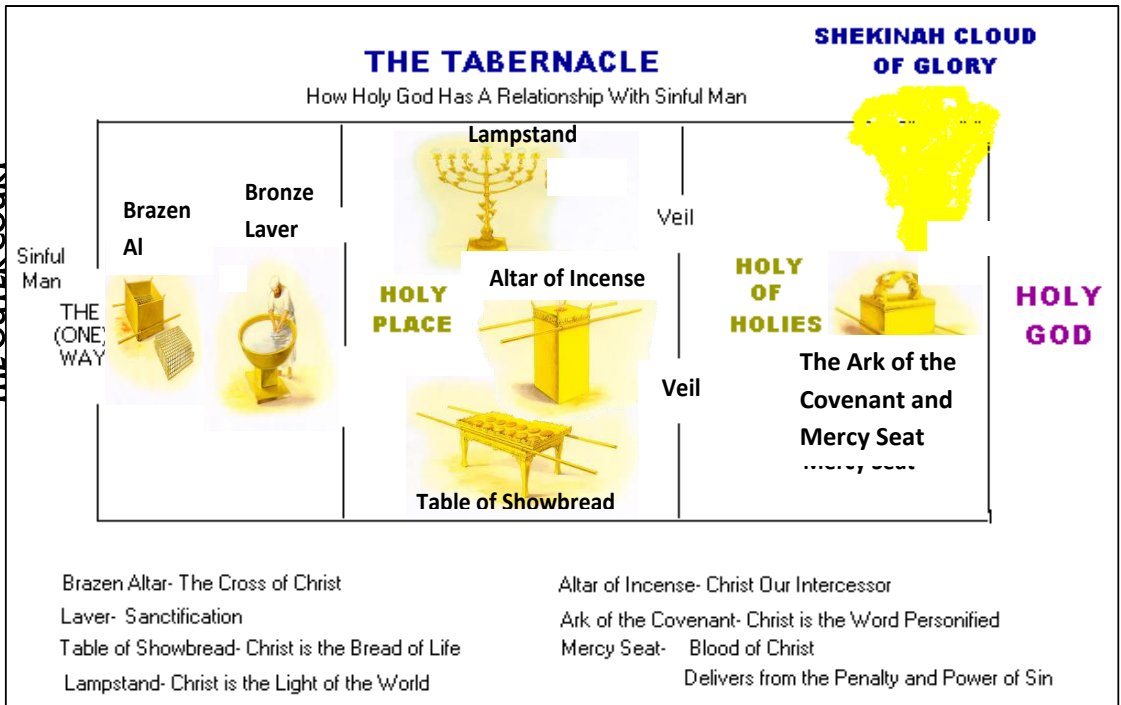 THE TABERNACLE
How Holy God Has A Relationship With Sinful Man
SHEKINAH CLOUD
OF GLORY
THE OUTER COURT
Sinful
Man
THE
(ONE)
WAY
Brazen
Al
Bronze
Laver
Lampstand
HOLY
PLACE
Altar of Incense
Table of Showbread
Veil
Veil
HOLY
OF
HOLIES
The Ark of the
Covenant and
Mercy Seat
Mercy Seat
HOLY
GOD
Brazen Altar- The Cross of Christ
Laver- Sanctification
Table of Showbread- Christ is the Bread of Life
Lampstand- Christ is the Light of the World
Altar of Incense- Christ Our Intercessor
Ark of the Covenant- Christ is the Word Personified
Mercy Seat- Blood of Christ
Delivers from the Penalty and Power of Sin